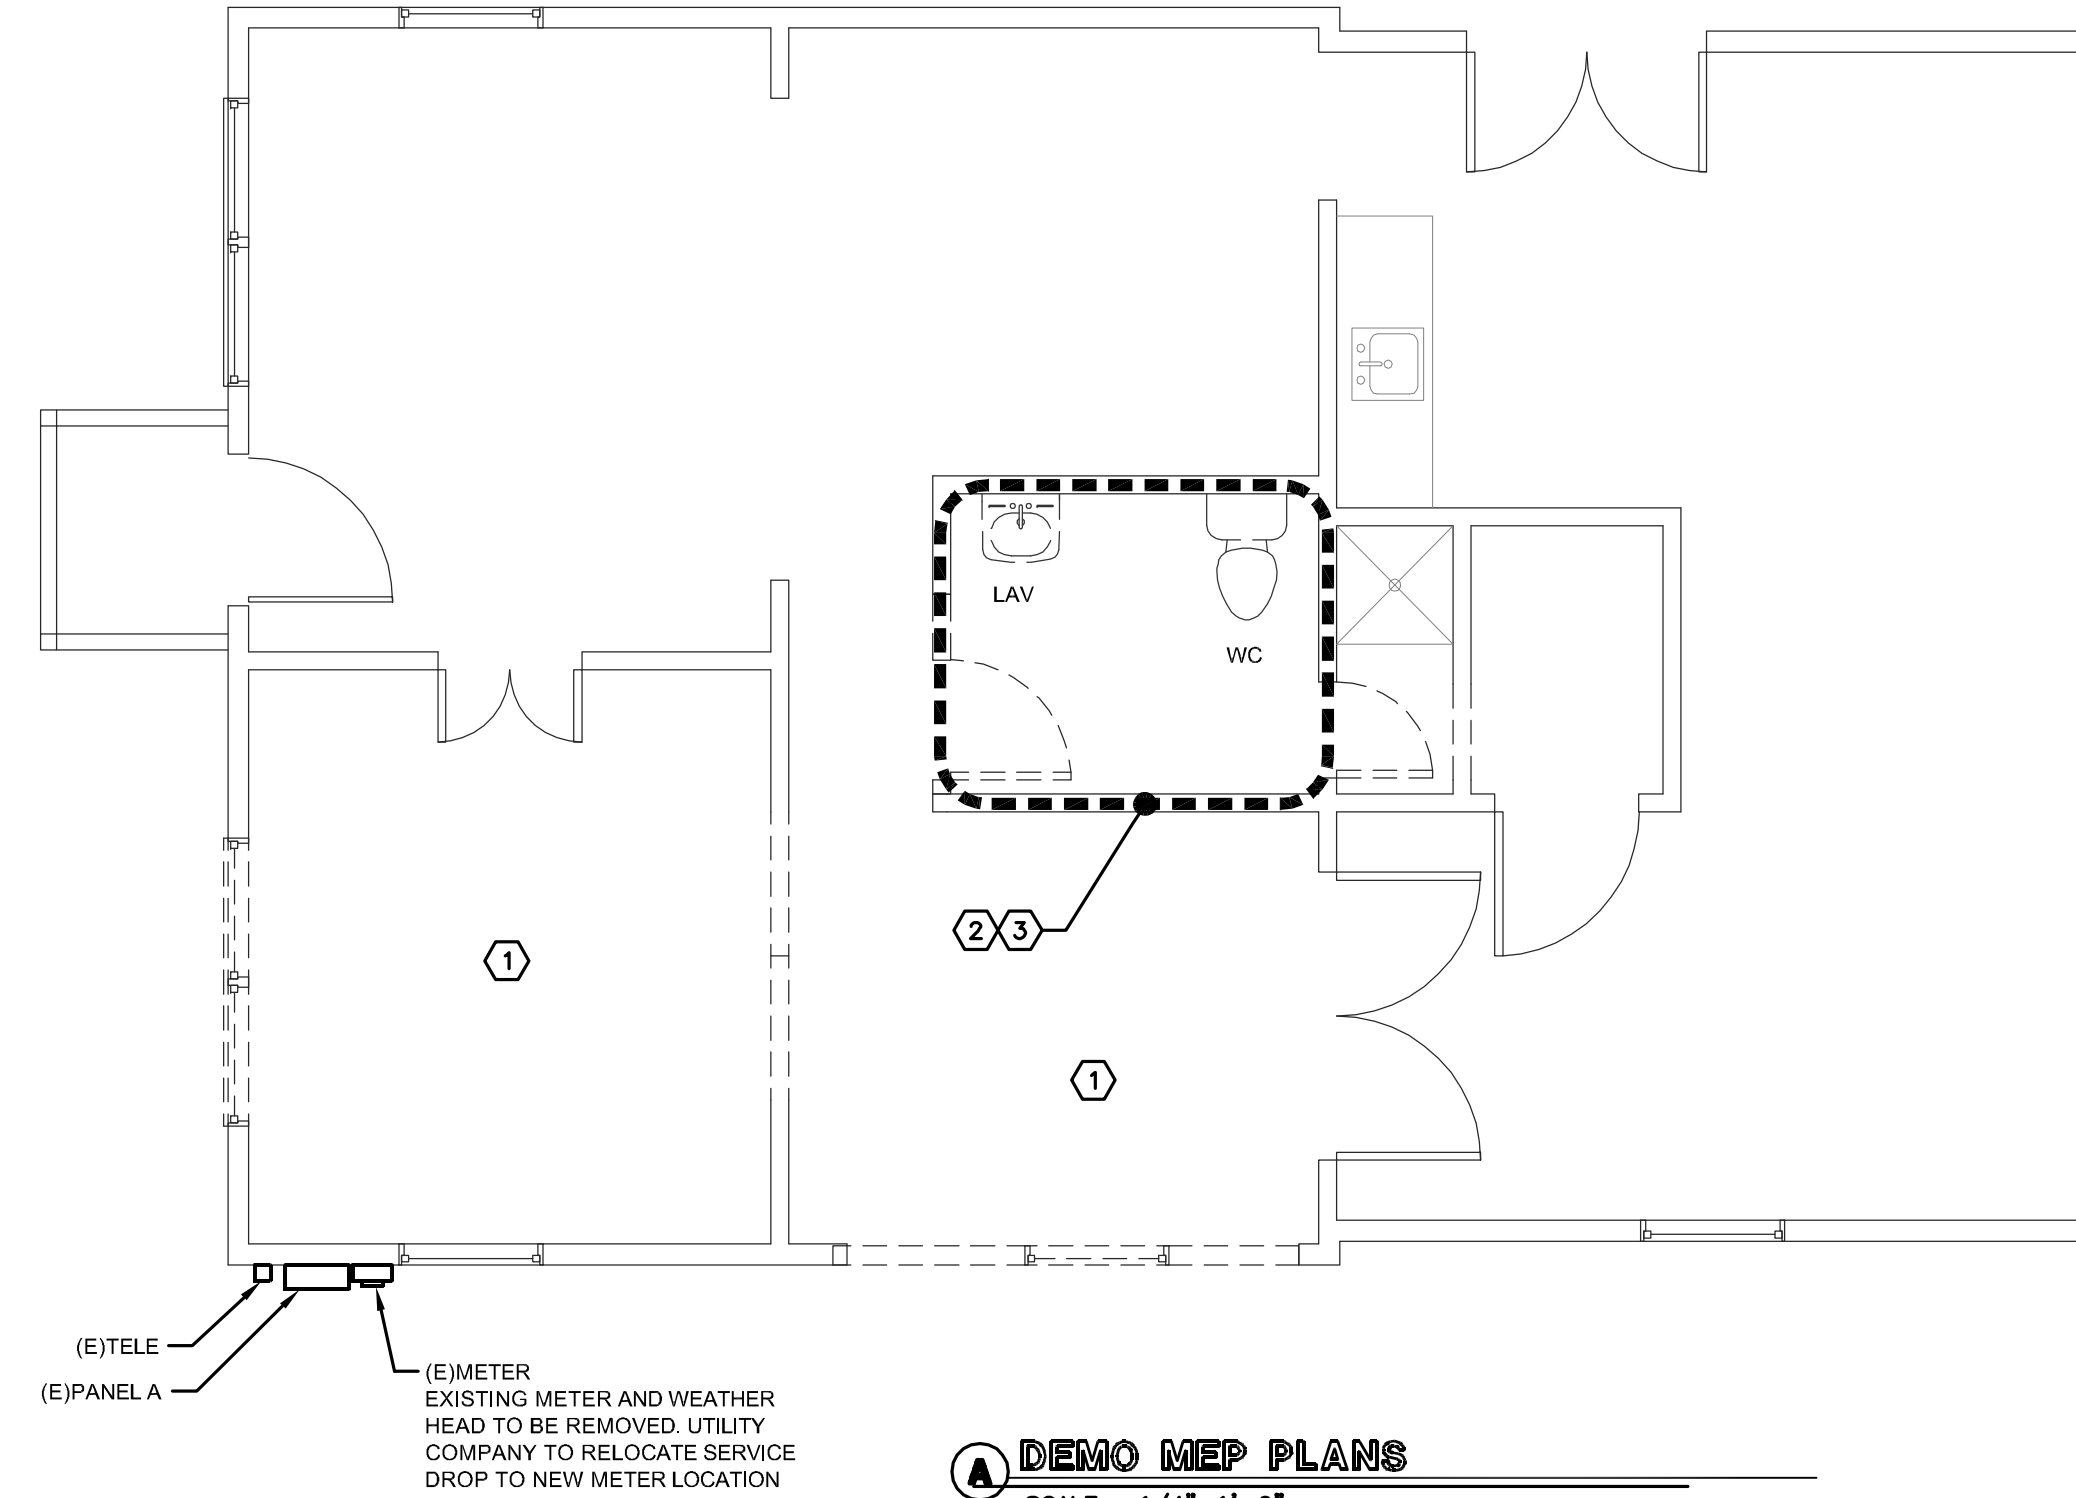 LAV
WC
2 3
1
1
(E)TELE
(E)PANEL A
(E)METER
EXISTING METER AND WEATHER
HEAD TO BE REMOVED. UTILITY
COMPANY TO RELOCATE SERVICE
DROP TO NEW METER LOCATION
A DEMO MEP PLANS